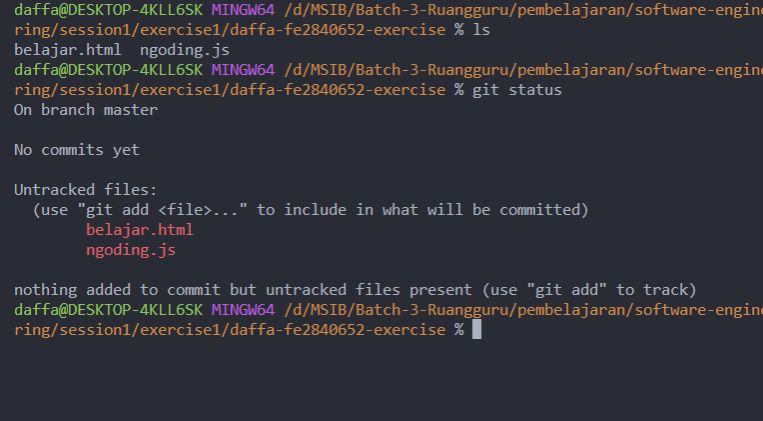 daffa@DESKTOP-4KLL6SK MINGW64 /d/MSIB/Batch-3-Ruangguru/pembelajaran/software-engine
ring/session1/exercise1/daffa-fe2840652-exercise % ls
belajar.html  ngoding.js
daffa@DESKTOP-4KLL6SK MINGW64 /d/MSIB/Batch-3-Ruangguru/pembelajaran/software-engine
ring/session1/exercise1/daffa-fe2840652-exercise % git status
On branch master

No commits yet

Untracked files:
  (use "git add <file>..." to include in what will be committed)
        belajar.html
        ngoding.js

nothing added to commit but untracked files present (use "git add" to track)
daffa@DESKTOP-4KLL6SK MINGW64 /d/MSIB/Batch-3-Ruangguru/pembelajaran/software-engine
ring/session1/exercise1/daffa-fe2840652-exercise %